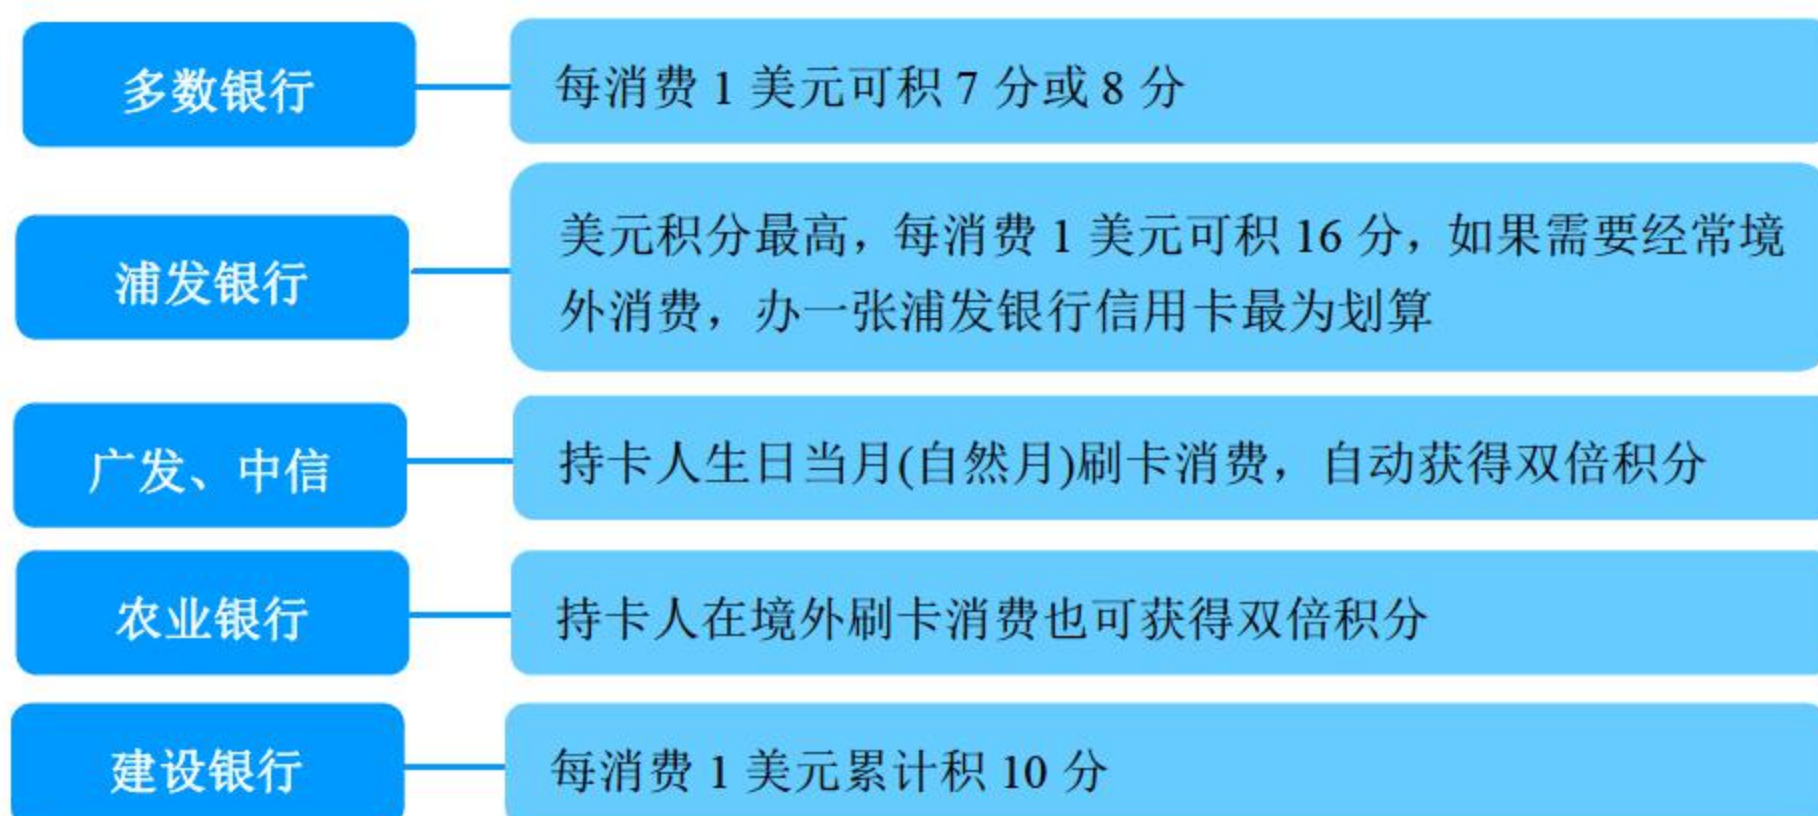 多数银行
每消费 1 美元可积 7 分或 8 分
浦发银行
美元积分最高，每消费 1 美元可积 16 分，如果需要经常境
外消费，办一张浦发银行信用卡最为划算
广发、中信
持卡人生日当月(自然月)刷卡消费，自动获得双倍积分
农业银行
持卡人在境外刷卡消费也可获得双倍积分
建设银行
每消费 1 美元累计积 10 分